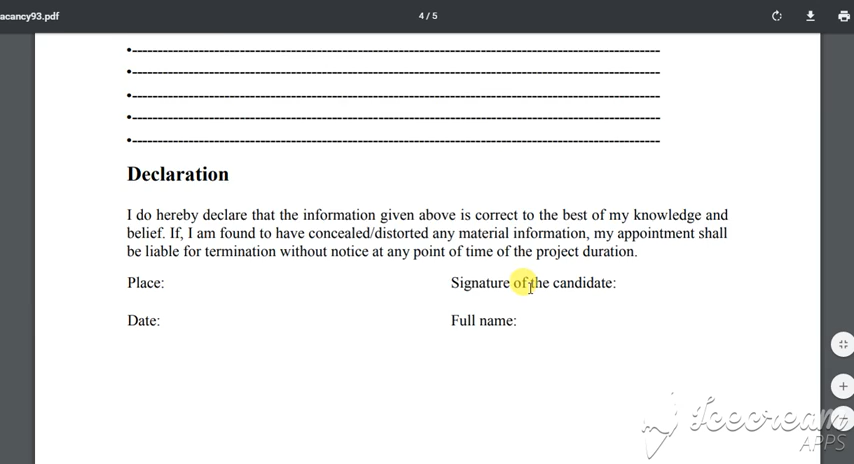 acancy93.pdf 4 / 5
•------------------------------------------------------------------------------------------------
•------------------------------------------------------------------------------------------------
•------------------------------------------------------------------------------------------------
•------------------------------------------------------------------------------------------------
•------------------------------------------------------------------------------------------------
Declaration
I do hereby declare that the information given above is correct to the best of my knowledge and
belief. If, I am found to have concealed/distorted any material information, my appointment shall
be liable for termination without notice at any point of time of the project duration.
Place: Signature of the candidate:
Date: Full name:
Icecream
APPS